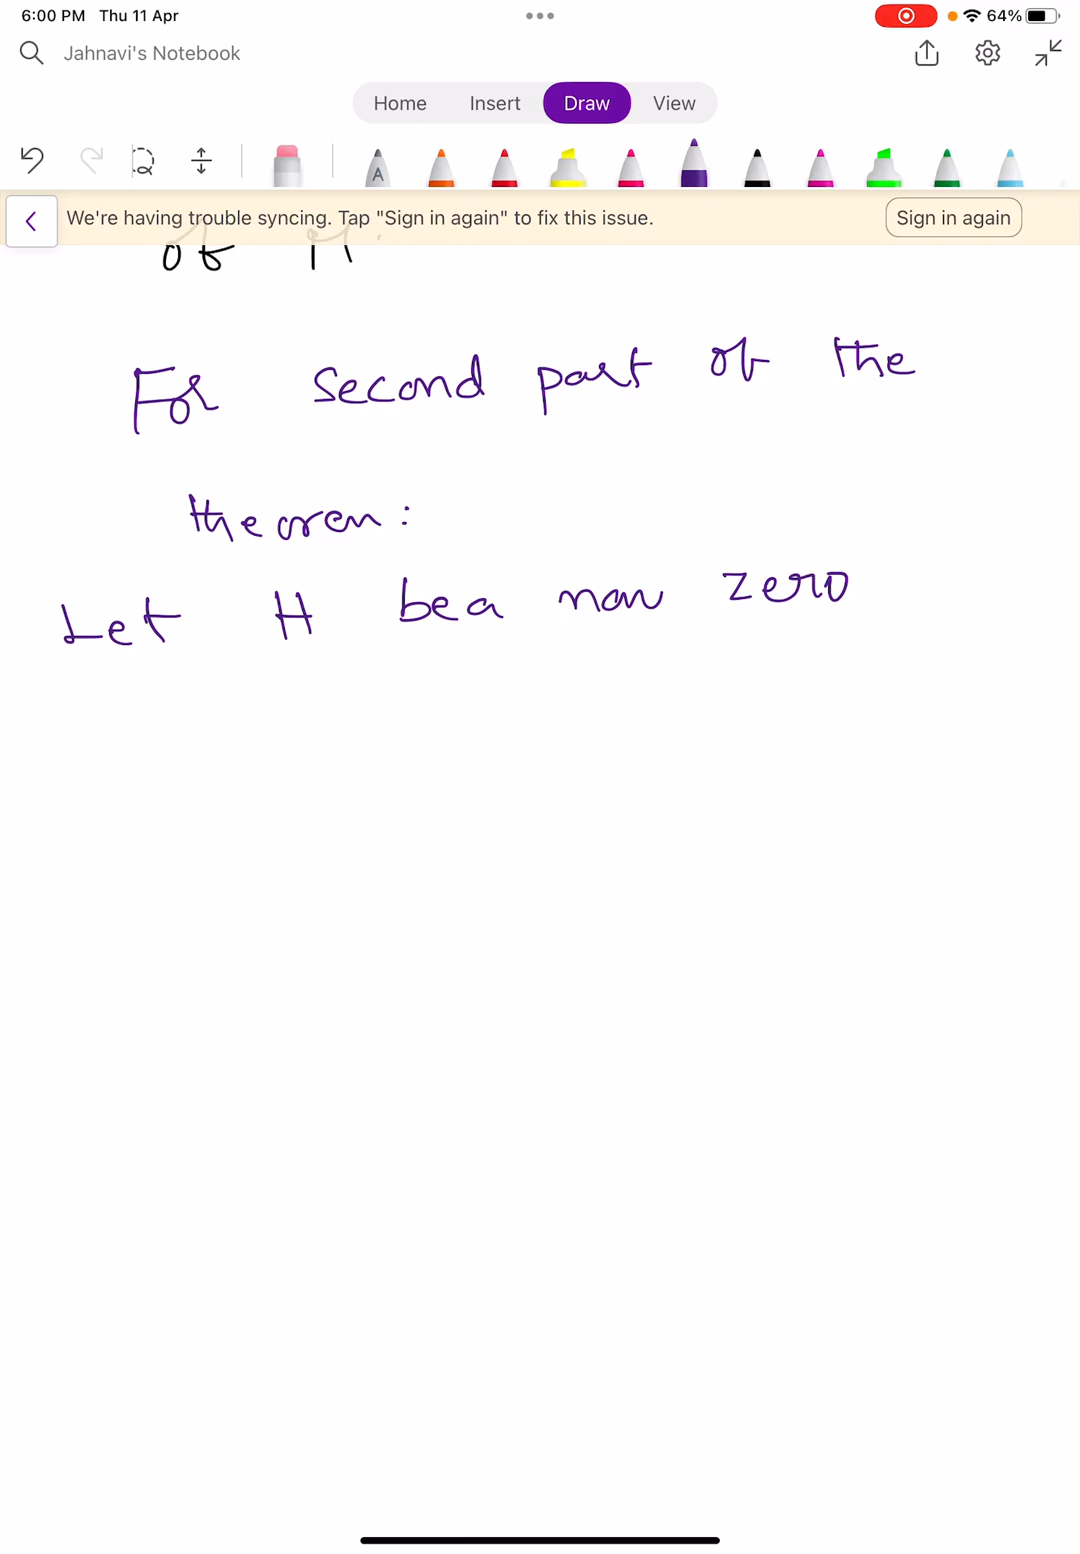 6:00 PM Thu 11 Apr
64%
Jahnavi's Notebook
Home Insert Draw View
A
We're having trouble syncing. Tap "Sign in again" to fix this issue.
Sign in again
of
For second part of the
theorem:
Let H be a non zero